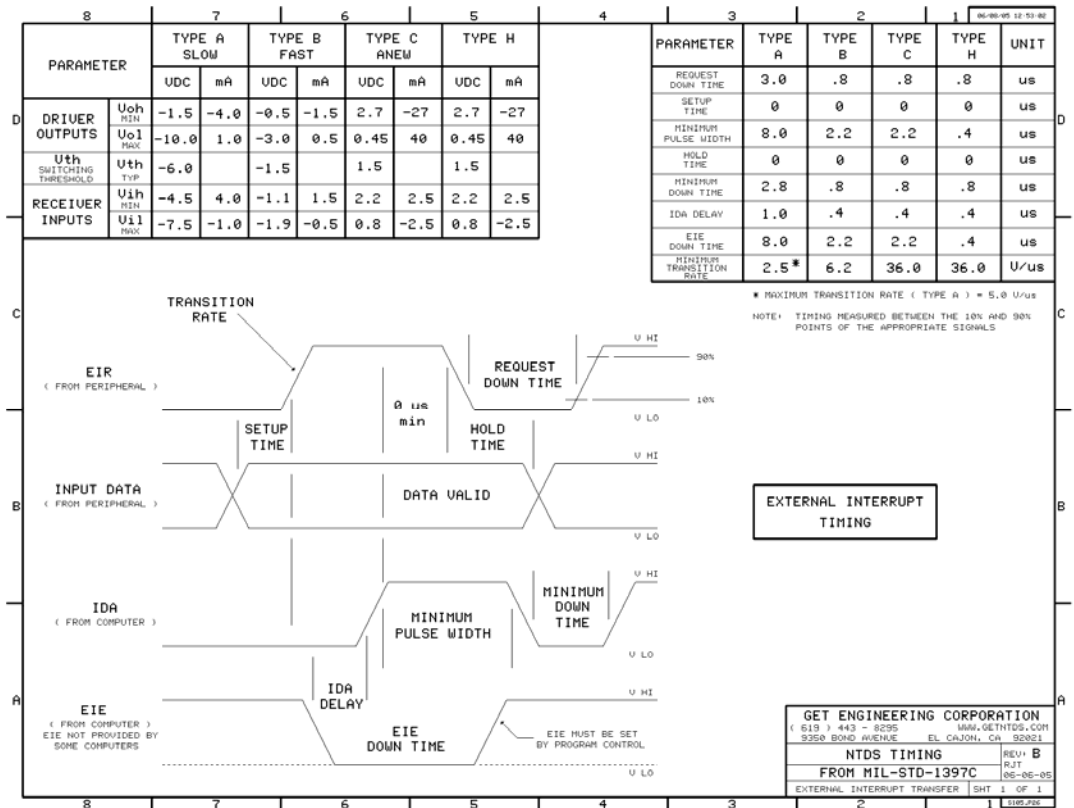 8 7 6 5 4 3 2 1
06/08/05 12:53:02
PARAMETER
TYPE A SLOW
TYPE B FAST
TYPE C ANEW
TYPE H
VDC mA VDC mA VDC mA VDC mA
DRIVER OUTPUTS
Voh MIN -1.5 -4.0 -0.5 -1.5 2.7 -27 2.7 -27
Vol MAX -10.0 1.0 -3.0 0.5 0.45 40 0.45 40
Vth SWITCHING THRESHOLD
Vth TYP -6.0 -1.5 1.5 1.5
RECEIVER INPUTS
Vih MIN -4.5 4.0 -1.1 1.5 2.2 2.5 2.2 2.5
Vil MAX -7.5 -1.0 -1.9 -0.5 0.8 -2.5 0.8 -2.5
PARAMETER TYPE A TYPE B TYPE C TYPE H UNIT
REQUEST DOWN TIME 3.0 .8 .8 .8 us
SETUP TIME 0 0 0 0 us
MINIMUM PULSE WIDTH 8.0 2.2 2.2 .4 us
HOLD TIME 0 0 0 0 us
MINIMUM DOWN TIME 2.8 .8 .8 .8 us
IDA DELAY 1.0 .4 .4 .4 us
EIE DOWN TIME 8.0 2.2 2.2 .4 us
MINIMUM TRANSITION RATE 2.5* 6.2 36.0 36.0 V/us
* MAXIMUM TRANSITION RATE ( TYPE A ) = 5.0 V/us
NOTE: TIMING MEASURED BETWEEN THE 10% AND 90%
POINTS OF THE APPROPRIATE SIGNALS
D
C
B
A
D
C
B
A
TRANSITION
RATE
EIR
( FROM PERIPHERAL )
V HI
90%
REQUEST
DOWN TIME
10%
V LO
0 us
min
SETUP
TIME
HOLD
TIME
INPUT DATA
( FROM PERIPHERAL )
V HI
DATA VALID
V LO
EXTERNAL INTERRUPT
TIMING
IDA
( FROM COMPUTER )
V HI
MINIMUM
PULSE WIDTH
MINIMUM
DOWN
TIME
V LO
IDA
DELAY
EIE
( FROM COMPUTER )
EIE NOT PROVIDED BY
SOME COMPUTERS
V HI
EIE
DOWN TIME
EIE MUST BE SET
BY PROGRAM CONTROL
V LO
GET ENGINEERING CORPORATION
( 619 ) 443 - 8295 WWW.GETNTDS.COM
9350 BOND AVENUE EL CAJON, CA 92021
NTDS TIMING
FROM MIL-STD-1397C
REV: B
RJT
06-06-05
EXTERNAL INTERRUPT TRANSFER SHT 1 OF 1
8 7 6 5 4 3 2 1